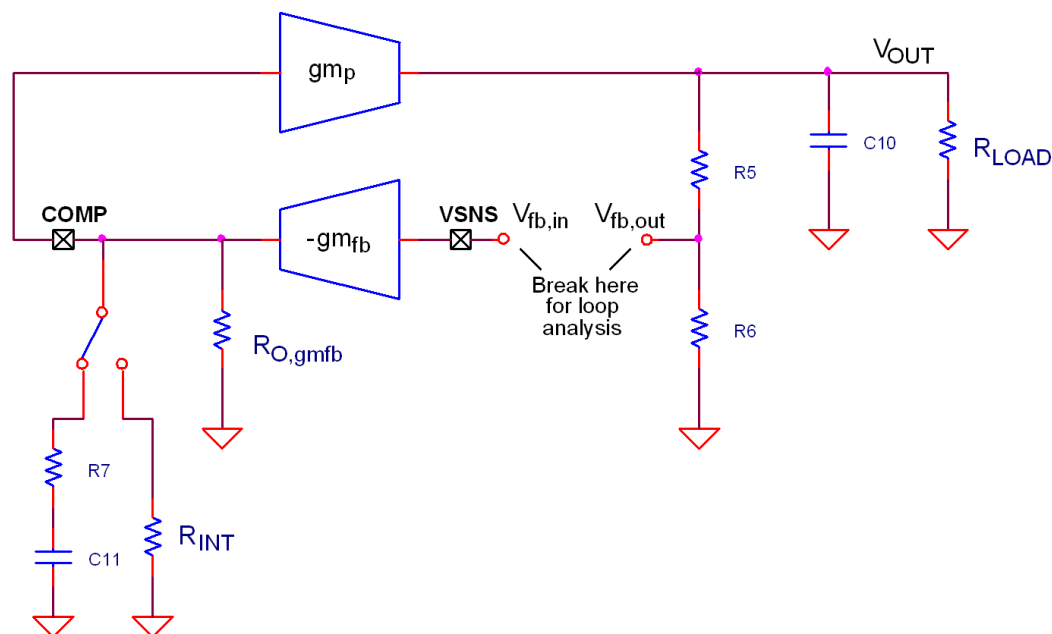 gmp
VOUT
R5
C10
RLOAD
COMP
-gmfb
VSNS
Vfb,in
Vfb,out
Break here
for loop
analysis
RO,gmfb
R6
R7
RINT
C11